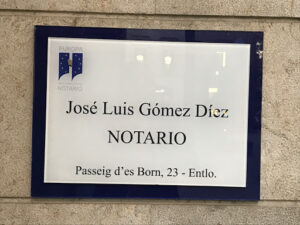 EUROPA
NOTARIO
José Luis Gómez Díez
NOTARIO
Passeig d'es Born, 23 - Entlo.